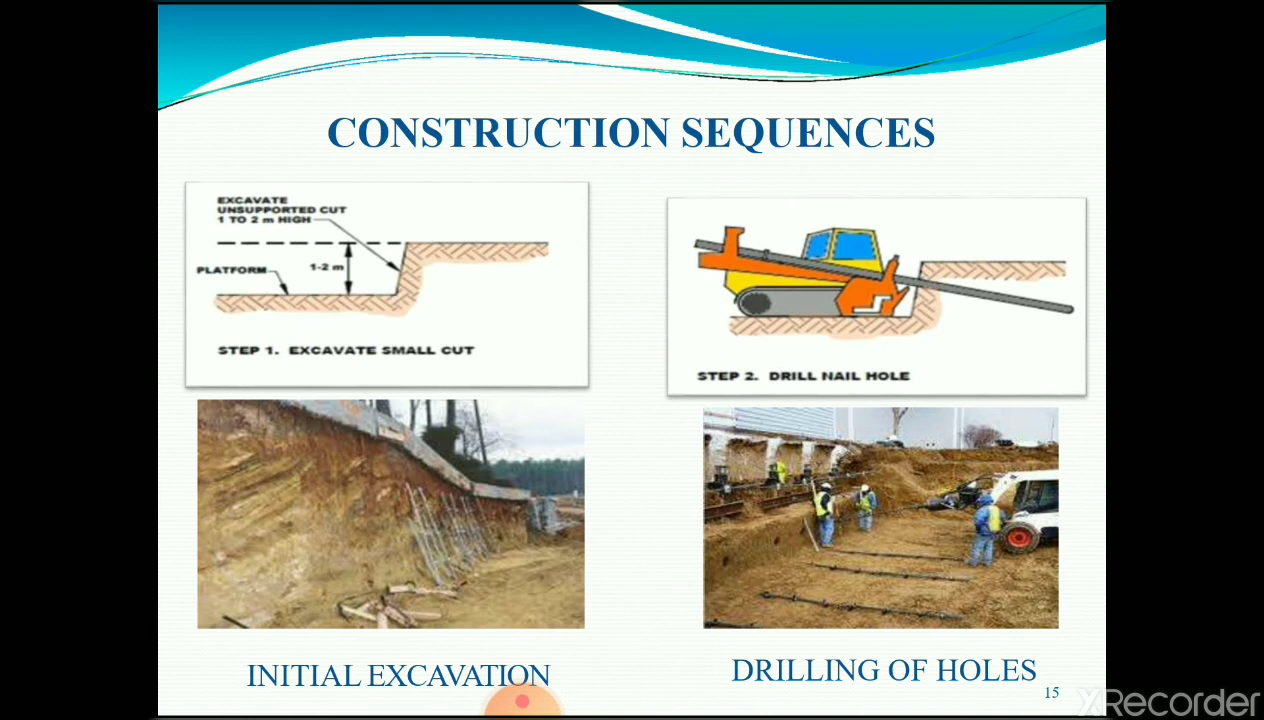 CONSTRUCTION SEQUENCES
EXCAVATE
UNSUPPORTED CUT
1 TO 2 m HIGH
PLATFORM
1-2 m
STEP 1. EXCAVATE SMALL CUT
STEP 2. DRILL NAIL HOLE
INITIAL EXCAVATION
DRILLING OF HOLES
15
XRecorder